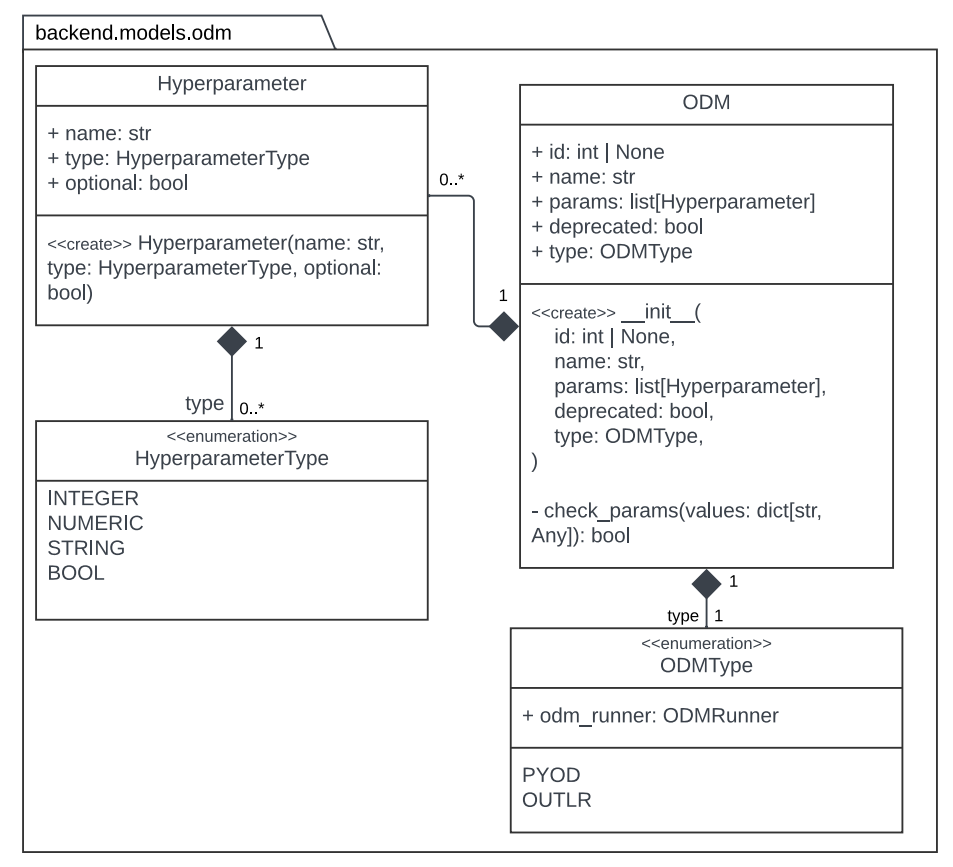 backend.models.odm
Hyperparameter
+ name: str
+ type: HyperparameterType
+ optional: bool
<<create>> Hyperparameter(name: str,
type: HyperparameterType, optional:
bool)
0..*
1
1
type
0..*
<<enumeration>>
HyperparameterType
INTEGER
NUMERIC
STRING
BOOL
ODM
+ id: int | None
+ name: str
+ params: list[Hyperparameter]
+ deprecated: bool
+ type: ODMType
<<create>> __init__(
id: int | None,
name: str,
params: list[Hyperparameter],
deprecated: bool,
type: ODMType,
)
- check_params(values: dict[str,
Any]): bool
1
type
1
<<enumeration>>
ODMType
+ odm_runner: ODMRunner
PYOD
OUTLR